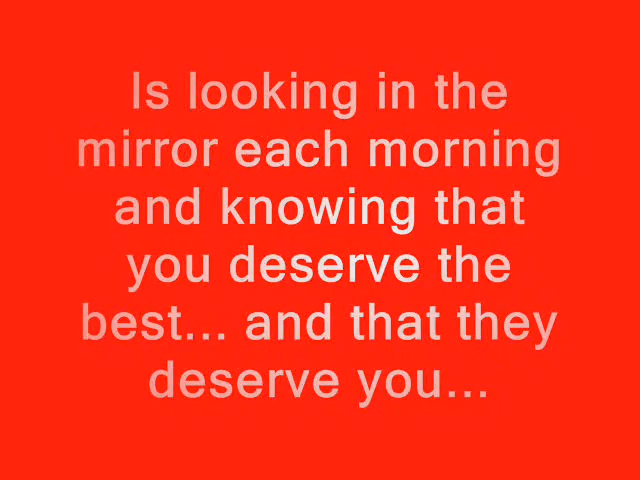 Is looking in the
mirror each morning
and knowing that
you deserve the
best... and that they
deserve you...